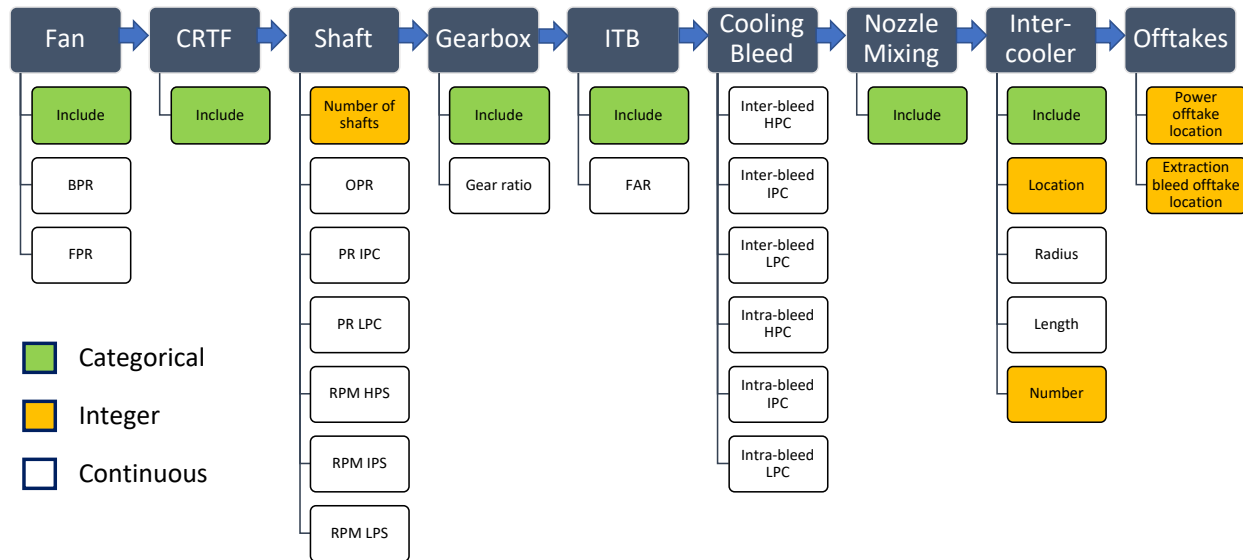 Fan
CRTF
Shaft
Gearbox
ITB
Cooling
Bleed
Nozzle
Mixing
Inter-
cooler
Offtakes
Include
BPR
FPR
Include
Number of
shafts
OPR
PR IPC
PR LPC
RPM HPS
RPM IPS
RPM LPS
Include
Gear ratio
Include
FAR
Inter-bleed
HPC
Inter-bleed
IPC
Inter-bleed
LPC
Intra-bleed
HPC
Intra-bleed
IPC
Intra-bleed
LPC
Include
Include
Location
Radius
Length
Number
Power
offtake
location
Extraction
bleed offtake
location
Categorical
Integer
Continuous